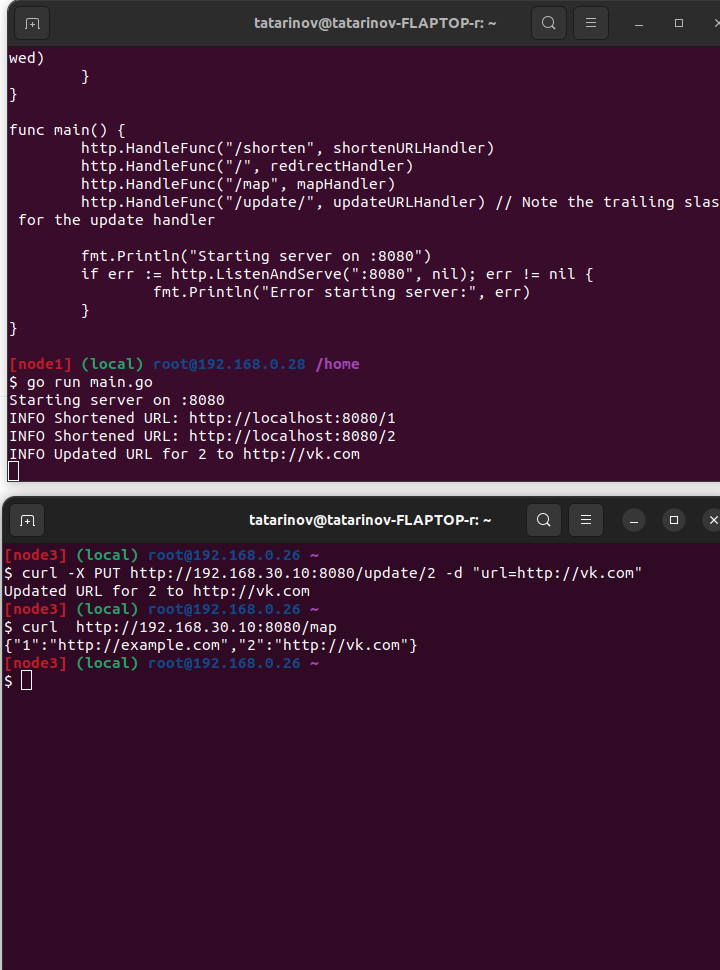 tatarinov@tatarinov-FLAPTOP-r: ~
wed)
        }
}
func main() {
        http.HandleFunc("/shorten", shortenURLHandler)
        http.HandleFunc("/", redirectHandler)
        http.HandleFunc("/map", mapHandler)
        http.HandleFunc("/update/", updateURLHandler) // Note the trailing slas
 for the update handler
        fmt.Println("Starting server on :8080")
        if err := http.ListenAndServe(":8080", nil); err != nil {
                fmt.Println("Error starting server:", err)
        }
}
[node1] (local) root@192.168.0.28 /home
$ go run main.go
Starting server on :8080
INFO Shortened URL: http://localhost:8080/1
INFO Shortened URL: http://localhost:8080/2
INFO Updated URL for 2 to http://vk.com
tatarinov@tatarinov-FLAPTOP-r: ~
[node3] (local) root@192.168.0.26 ~
$ curl -X PUT http://192.168.30.10:8080/update/2 -d "url=http://vk.com"
Updated URL for 2 to http://vk.com
[node3] (local) root@192.168.0.26 ~
$ curl  http://192.168.30.10:8080/map
{"1":"http://example.com","2":"http://vk.com"}
[node3] (local) root@192.168.0.26 ~
$